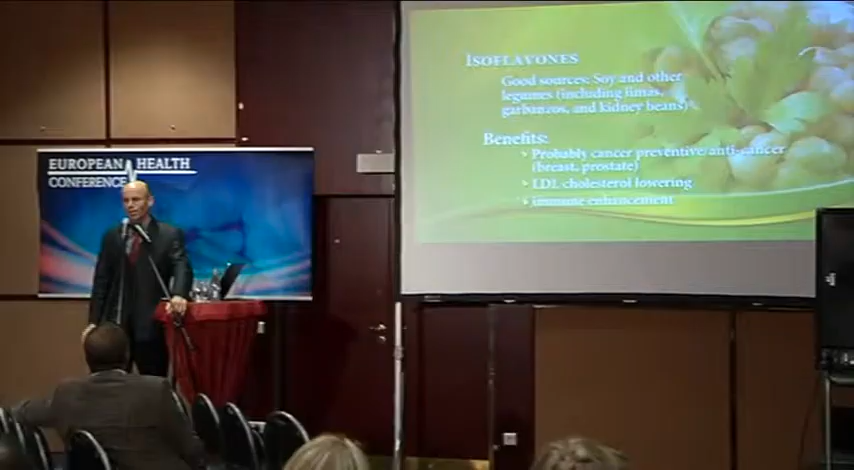 EUROPEAN HEALTH
CONFERENCE
ISOFLAVONES
Good sources: Soy and other
legumes (including limas,
garbanzos, and kidney beans)
Benefits:
Probably cancer preventive/anti-cancer
(breast, prostate)
LDL cholesterol lowering
immune enhancement